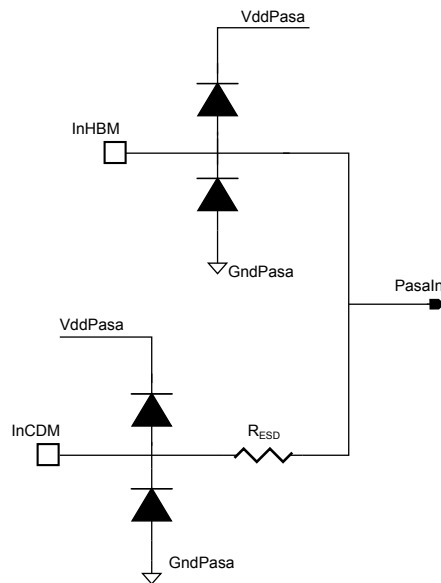 VddPasa
InHBM
GndPasa
PasaIn
VddPasa
InCDM
RESD
GndPasa